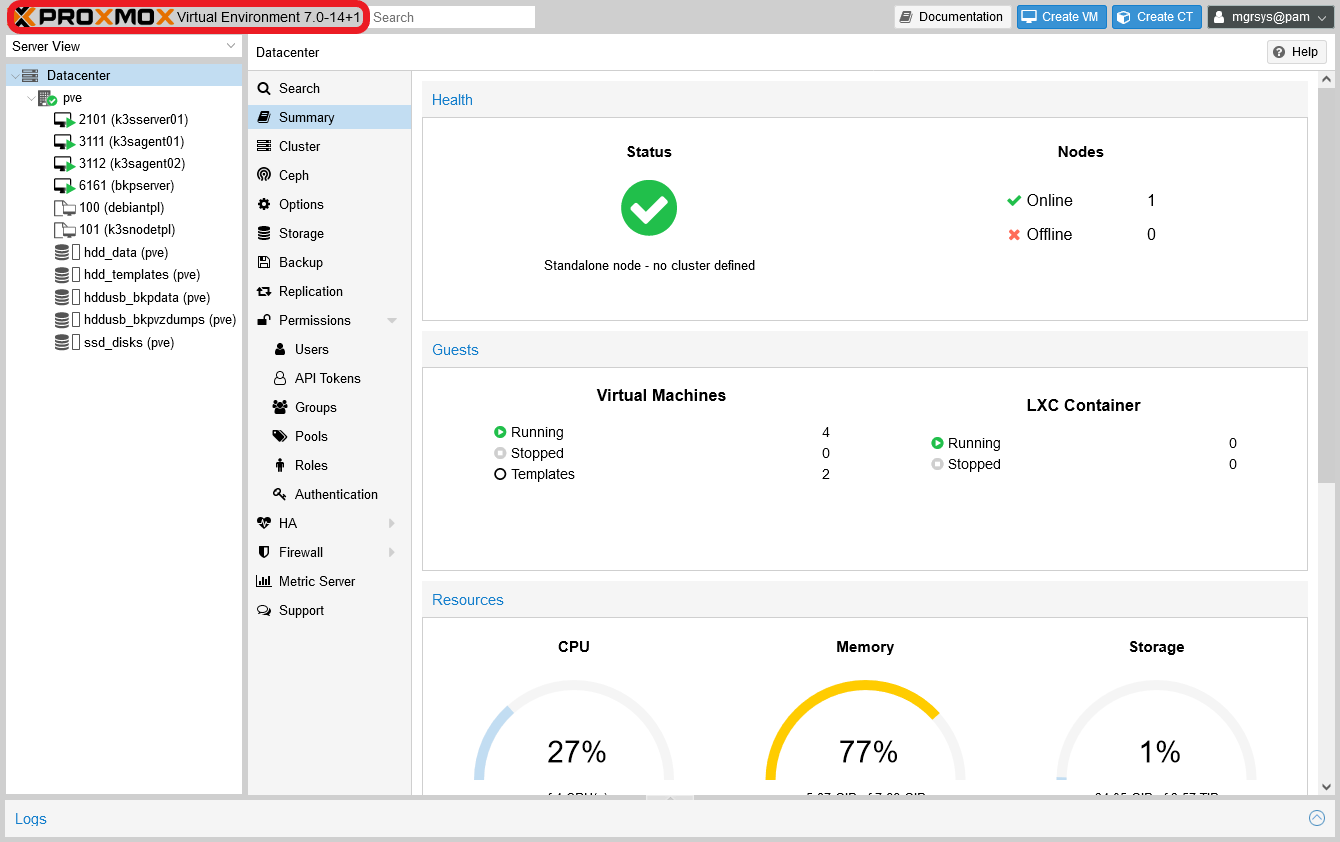 PROXMOX Virtual Environment 7.0-14+1
Search
Documentation
Create VM
Create CT
mgrsys@pam
Server View
Datacenter
pve
2101 (k3sserver01)
3111 (k3sagent01)
3112 (k3sagent02)
6161 (bkpserver)
100 (debiantpl)
101 (k3snodetpl)
hdd_data (pve)
hdd_templates (pve)
hddusb_bkpdata (pve)
hddusb_bkpvzdumps (pve)
ssd_disks (pve)
Datacenter
Help
Search
Summary
Cluster
Ceph
Options
Storage
Backup
Replication
Permissions
Users
API Tokens
Groups
Pools
Roles
Authentication
HA
Firewall
Metric Server
Support
Health
Status
Standalone node - no cluster defined
Nodes
Online 1
Offline 0
Guests
Virtual Machines
Running 4
Stopped 0
Templates 2
LXC Container
Running 0
Stopped 0
Resources
CPU
27%
Memory
77%
Storage
1%
Logs